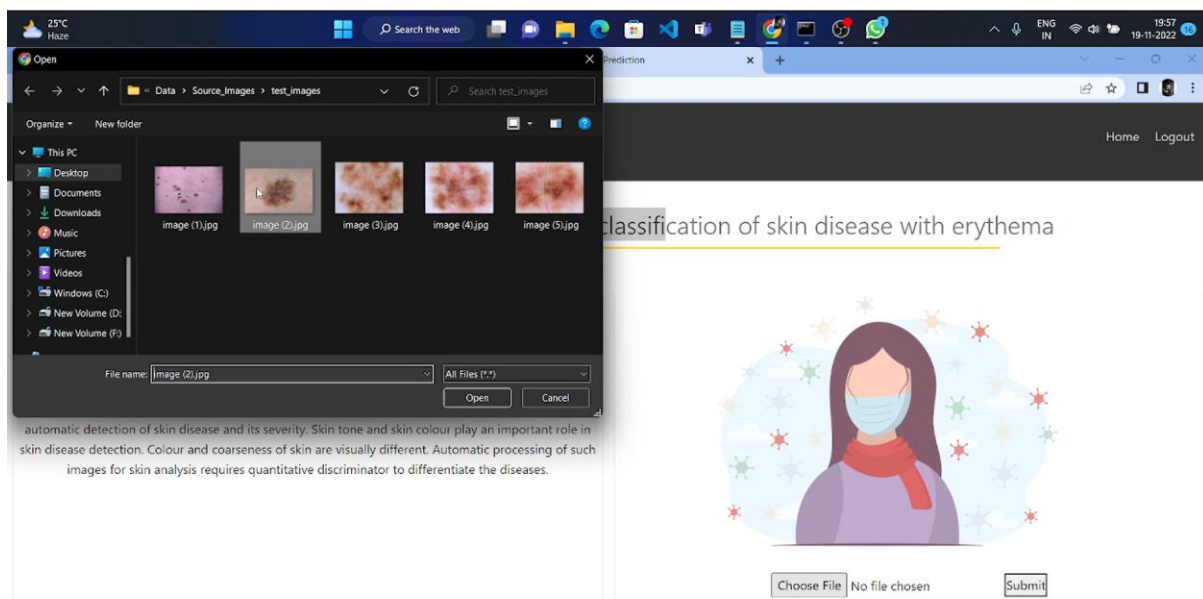 25°C
Haze
Search the web
ENG
IN
19:57
19-11-2022
16
Open
Prediction
Data > Source_Images > test_images
Search test_images
Organize
New folder
Home Logout
This PC
Desktop
Documents
Downloads
Music
Pictures
Videos
Windows (C:)
New Volume (D:
New Volume (F:)
image (1).jpg
image (2).jpg
image (3).jpg
image (4).jpg
image (5).jpg
File name: image (2).jpg
All Files (*.*)
Open
Cancel
classification of skin disease with erythema
automatic detection of skin disease and its severity. Skin tone and skin colour play an important role in
skin disease detection. Colour and coarseness of skin are visually different. Automatic processing of such
images for skin analysis requires quantitative discriminator to differentiate the diseases.
Choose File No file chosen
Submit